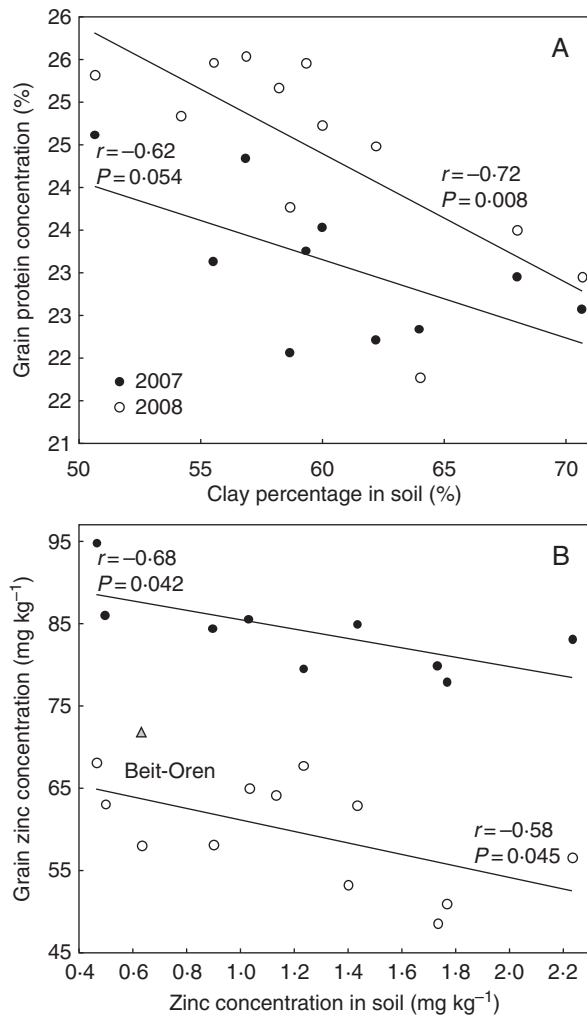 A
Grain protein concentration (%)
26
26
25
25
24
24
23
23
22
22
21
r=−0·62
P=0·054
r=−0·72
P=0·008
2007
2008
50 55 60 65 70
Clay percentage in soil (%)
B
Grain zinc concentration (mg kg−1)
95
85
75
65
55
45
r=−0·68
P=0·042
Beit-Oren
r=−0·58
P=0·045
0·4 0·6 0·8 1·0 1·2 1·4 1·6 1·8 2·0 2·2
Zinc concentration in soil (mg kg−1)